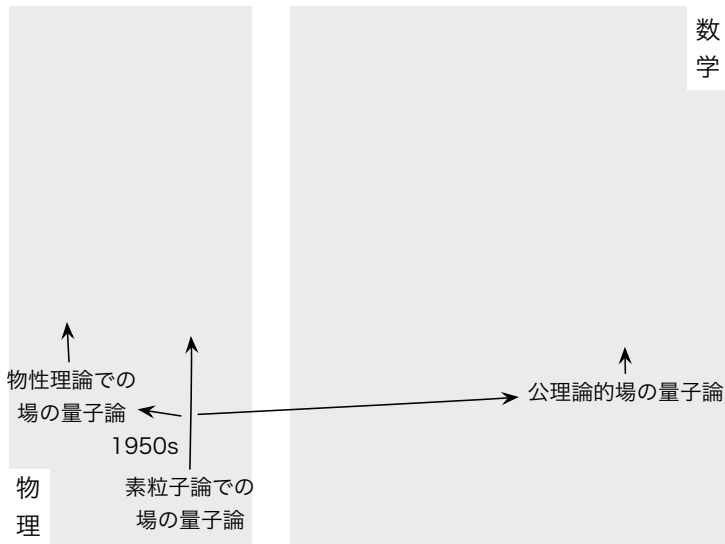 数
学
物性理論での
場の量子論
公理論的場の量子論
1950s
素粒子論での
場の量子論
物
理